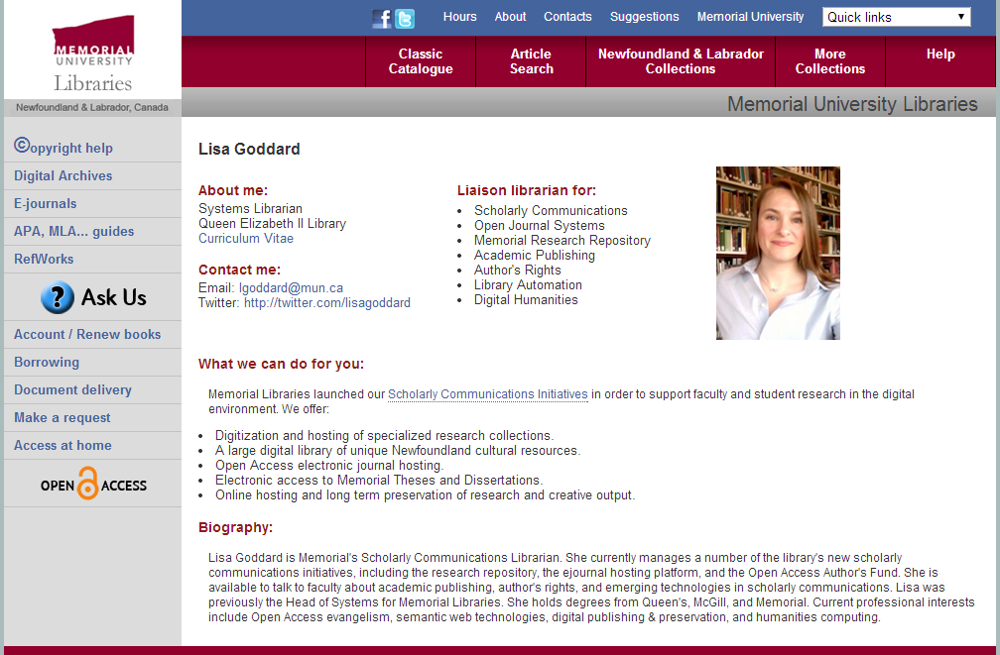 MEMORIAL
UNIVERSITY
Libraries
Newfoundland & Labrador, Canada
Hours About Contacts Suggestions Memorial University Quick links
Classic Catalogue
Article Search
Newfoundland & Labrador Collections
More Collections
Help
Memorial University Libraries
©opyright help
Digital Archives
E-journals
APA, MLA... guides
RefWorks
? Ask Us
Account / Renew books
Borrowing
Document delivery
Make a request
Access at home
OPEN ACCESS
Lisa Goddard
About me:
Systems Librarian
Queen Elizabeth II Library
Curriculum Vitae
Contact me:
Email: lgoddard@mun.ca
Twitter: http://twitter.com/lisagoddard
Liaison librarian for:
• Scholarly Communications
• Open Journal Systems
• Memorial Research Repository
• Academic Publishing
• Author's Rights
• Library Automation
• Digital Humanities
What we can do for you:
Memorial Libraries launched our Scholarly Communications Initiatives in order to support faculty and student research in the digital
environment. We offer:
• Digitization and hosting of specialized research collections.
• A large digital library of unique Newfoundland cultural resources.
• Open Access electronic journal hosting.
• Electronic access to Memorial Theses and Dissertations.
• Online hosting and long term preservation of research and creative output.
Biography:
Lisa Goddard is Memorial's Scholarly Communications Librarian. She currently manages a number of the library's new scholarly
communications initiatives, including the research repository, the ejournal hosting platform, and the Open Access Author's Fund. She is
available to talk to faculty about academic publishing, author's rights, and emerging technologies in scholarly communications. Lisa was
previously the Head of Systems for Memorial Libraries. She holds degrees from Queen's, McGill, and Memorial. Current professional interests
include Open Access evangelism, semantic web technologies, digital publishing & preservation, and humanities computing.